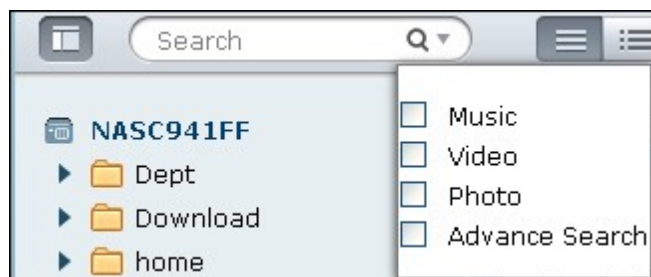 Search
NASC941FF
Dept
Download
home
Music
Video
Photo
Advance Search